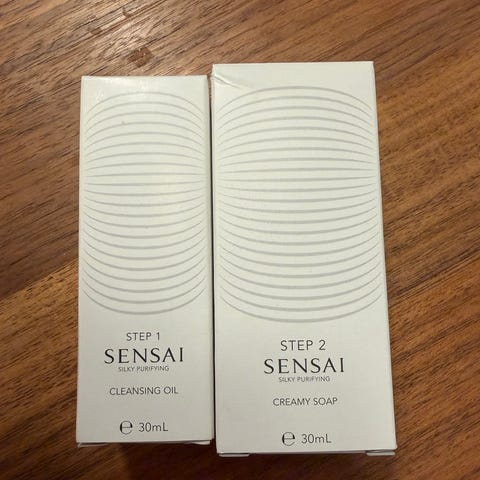 STEP 1
SENSAI
SILKY PURIFYING
CLEANSING OIL
℮ 30mL
STEP 2
SENSAI
SILKY PURIFYING
CREAMY SOAP
℮ 30mL